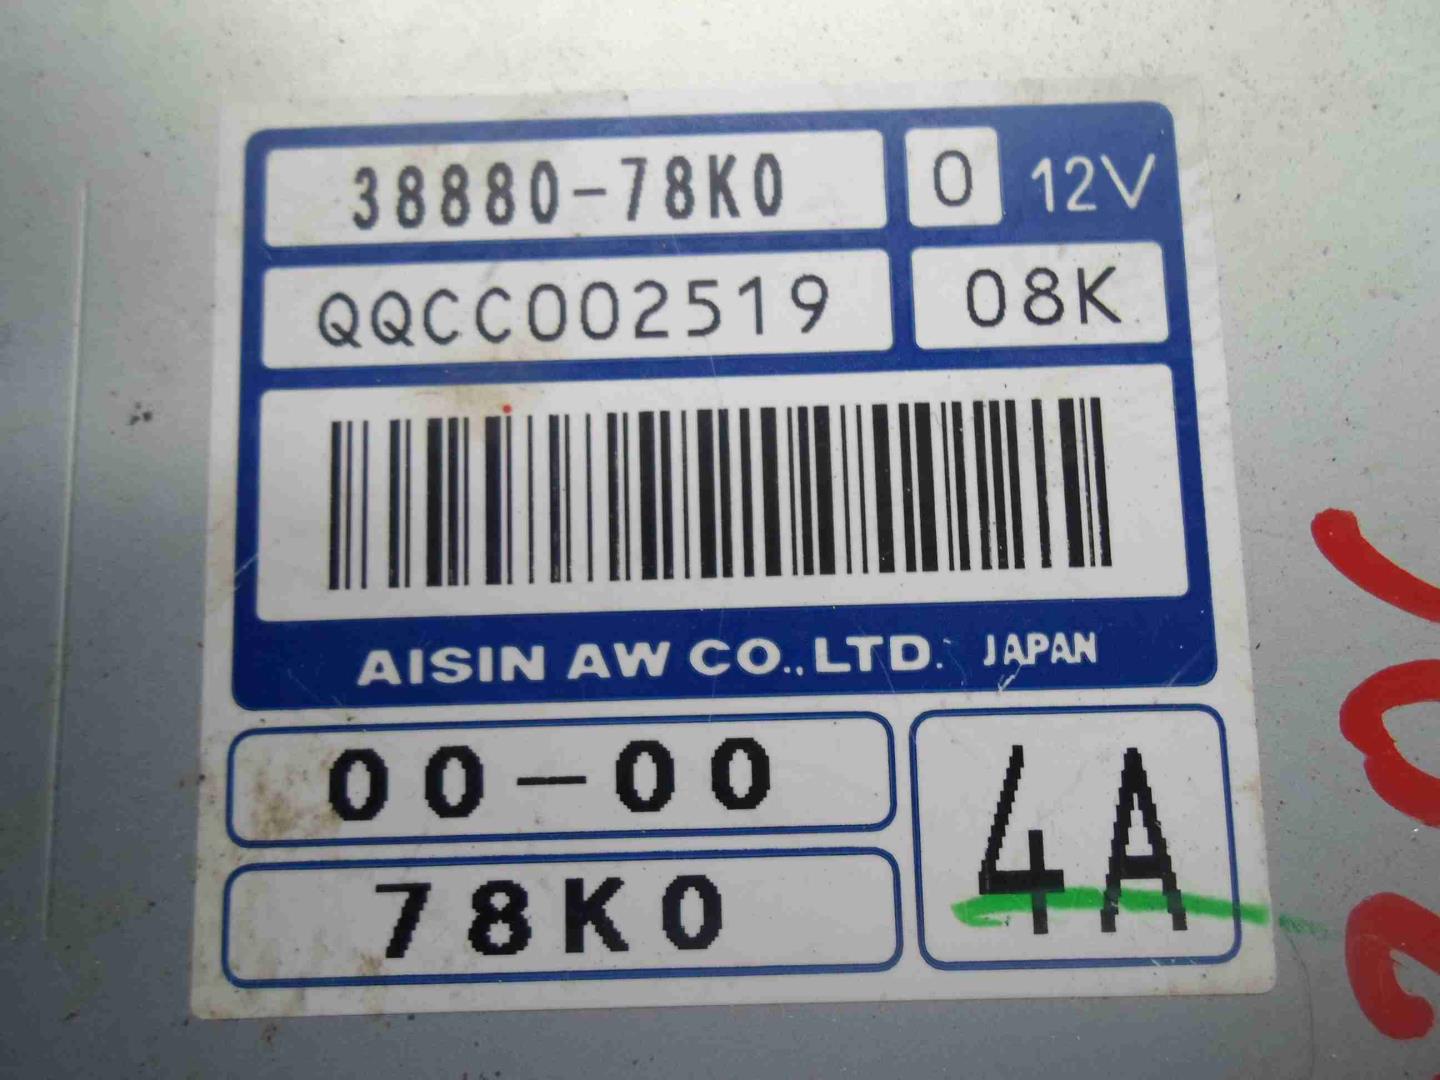 38880-78K0 0 12V
QQCC002519 08K
AISIN AW CO., LTD. JAPAN
00-00
4A
78K0